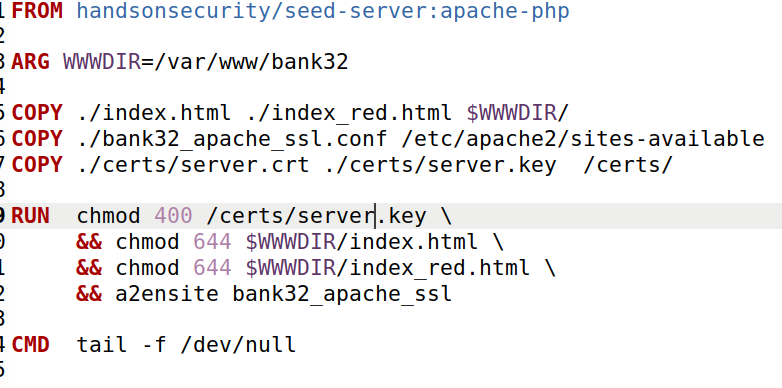 1 FROM handsonsecurity/seed-server:apache-php
2
3 ARG WWWDIR=/var/www/bank32
4
5 COPY ./index.html ./index_red.html $WWWDIR/
6 COPY ./bank32_apache_ssl.conf /etc/apache2/sites-available
7 COPY ./certs/server.crt ./certs/server.key  /certs/
8
9 RUN  chmod 400 /certs/server.key \
0      && chmod 644 $WWWDIR/index.html \
1      && chmod 644 $WWWDIR/index_red.html \
2      && a2ensite bank32_apache_ssl
3
4 CMD  tail -f /dev/null
5